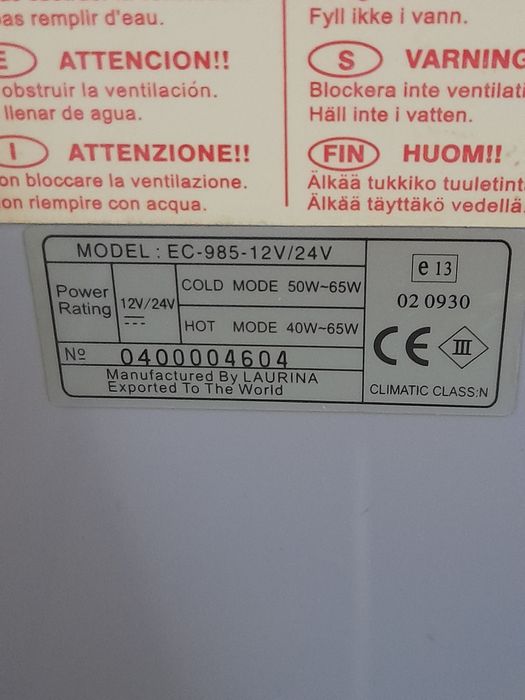 pas remplir d'eau.
ATTENCION!!
obstruir la ventilación.
llenar de agua.
I ATTENZIONE!!
on bloccare la ventilazione.
on riempire con acqua.
Fyll ikke i vann.
S VARNING
Blockera inte ventilati
Häll inte i vatten.
FIN HUOM!!
Älkää tukkiko tuuletint
Älkää täyttäkö vedellä
MODEL : EC-985-12V/24V
Power Rating
12V/24V
COLD MODE 50W~65W
HOT MODE 40W~65W
Nº 0400004604
Manufactured By LAURINA
Exported To The World
e 13
02 0930
CE III
CLIMATIC CLASS:N